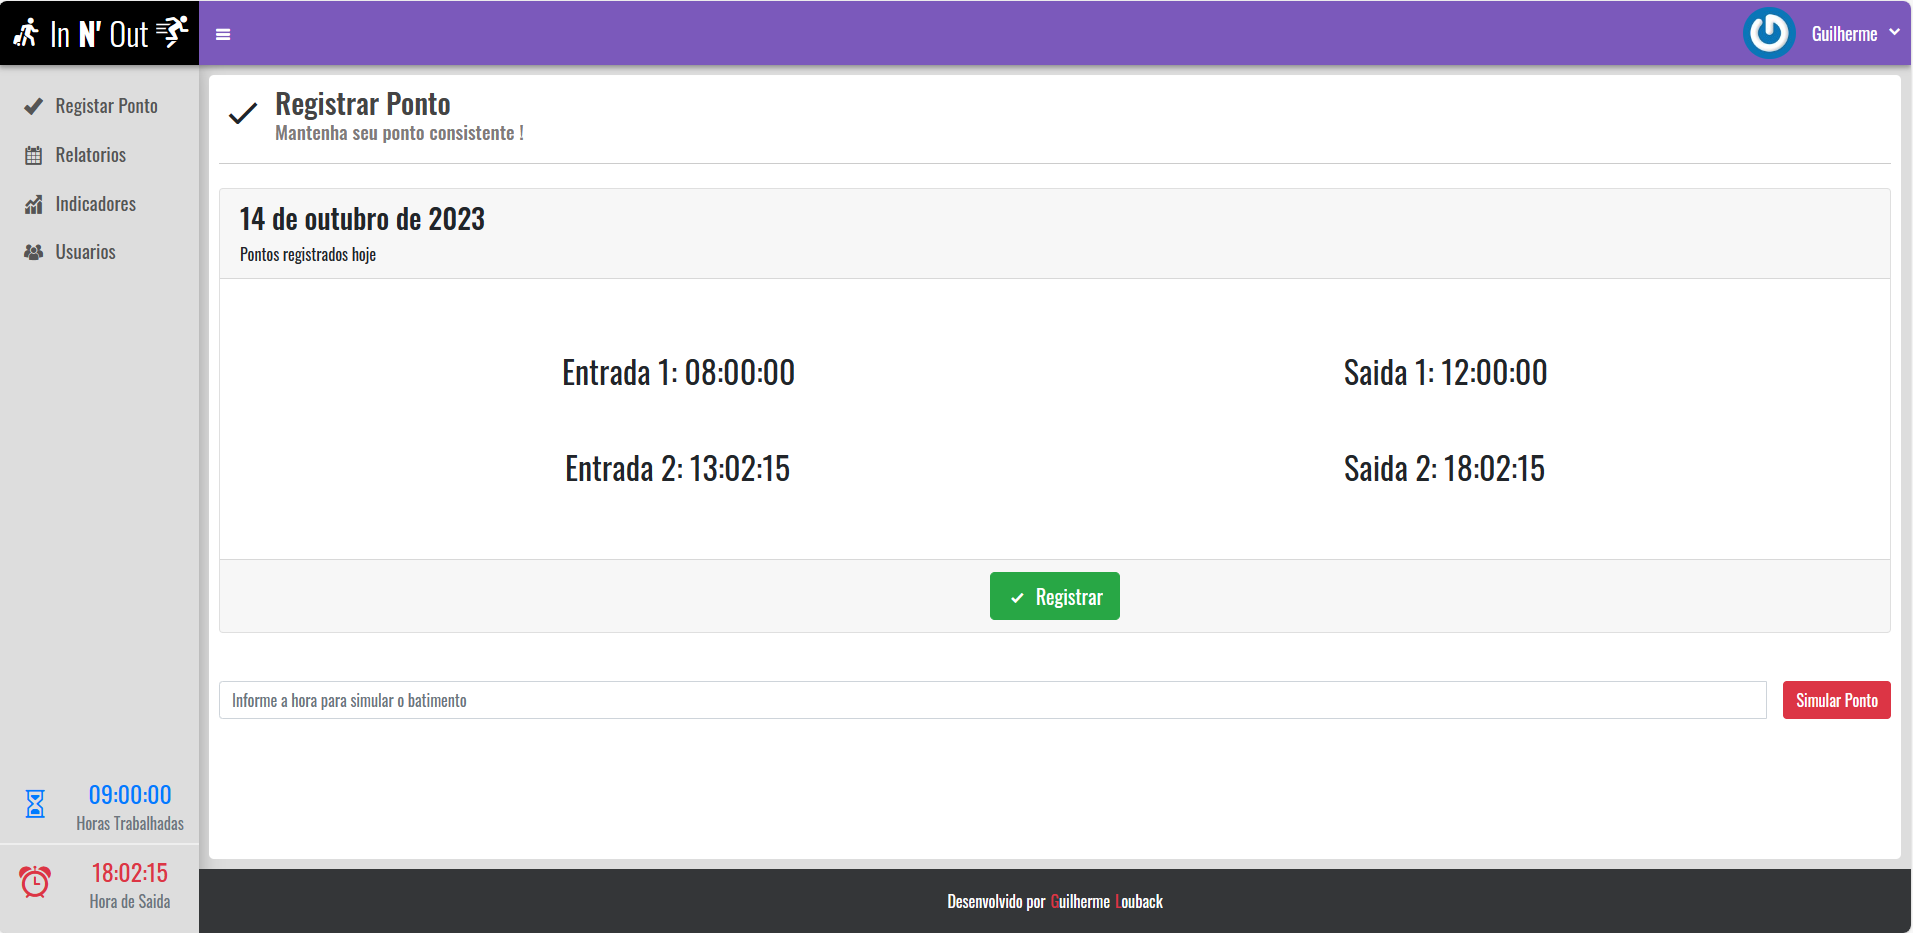 In N' Out
Guilherme
Registar Ponto
Relatorios
Indicadores
Usuarios
Registrar Ponto
Mantenha seu ponto consistente !
14 de outubro de 2023
Pontos registrados hoje
Entrada 1: 08:00:00
Saida 1: 12:00:00
Entrada 2: 13:02:15
Saida 2: 18:02:15
Registrar
Informe a hora para simular o batimento
Simular Ponto
09:00:00
Horas Trabalhadas
18:02:15
Hora de Saida
Desenvolvido por Guilherme Louback